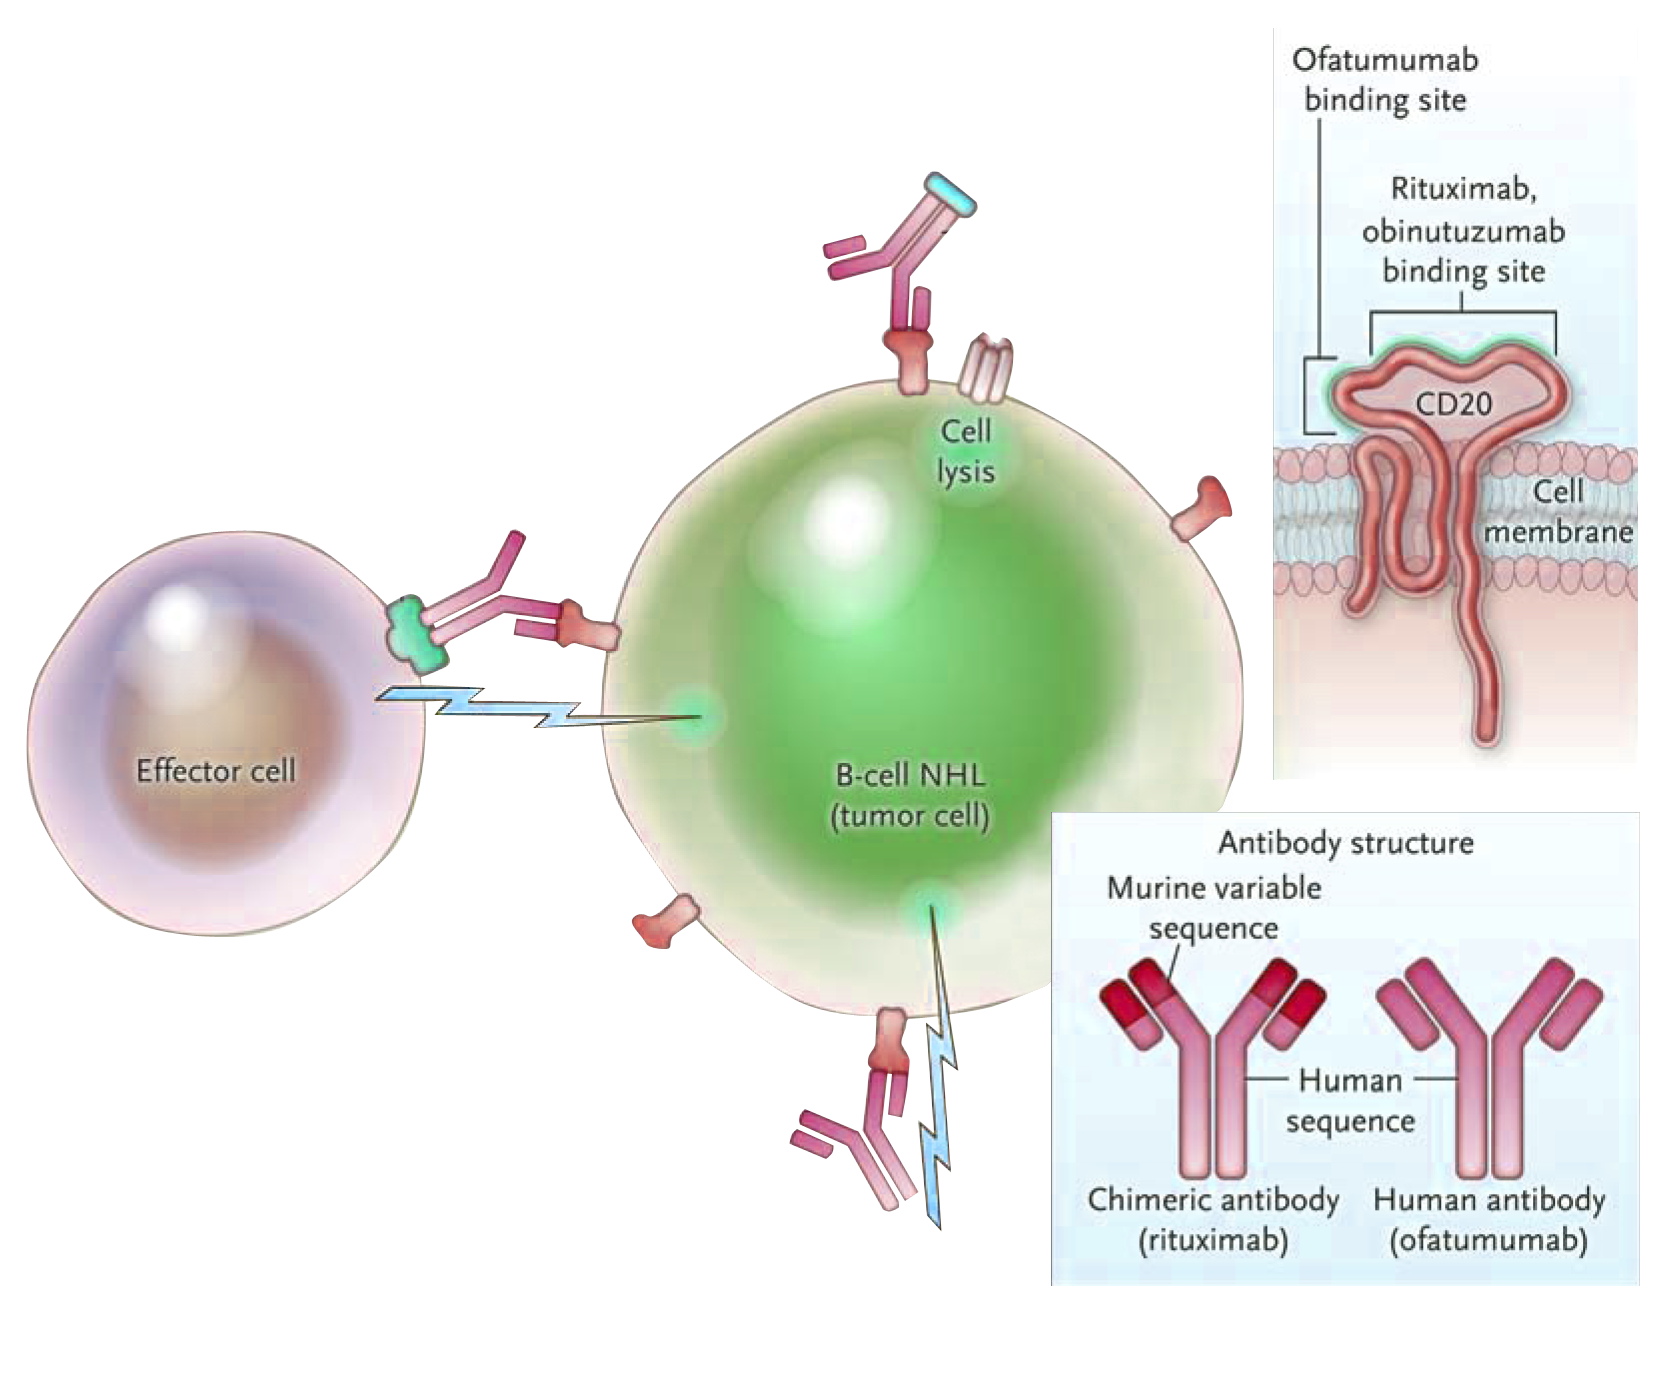 Ofatumumab
binding site
Rituximab,
obinutuzumab
binding site
CD20
Cell
membrane
Cell
lysis
Effector cell
B-cell NHL
(tumor cell)
Antibody structure
Murine variable
sequence
Human
sequence
Chimeric antibody
(rituximab)
Human antibody
(ofatumumab)